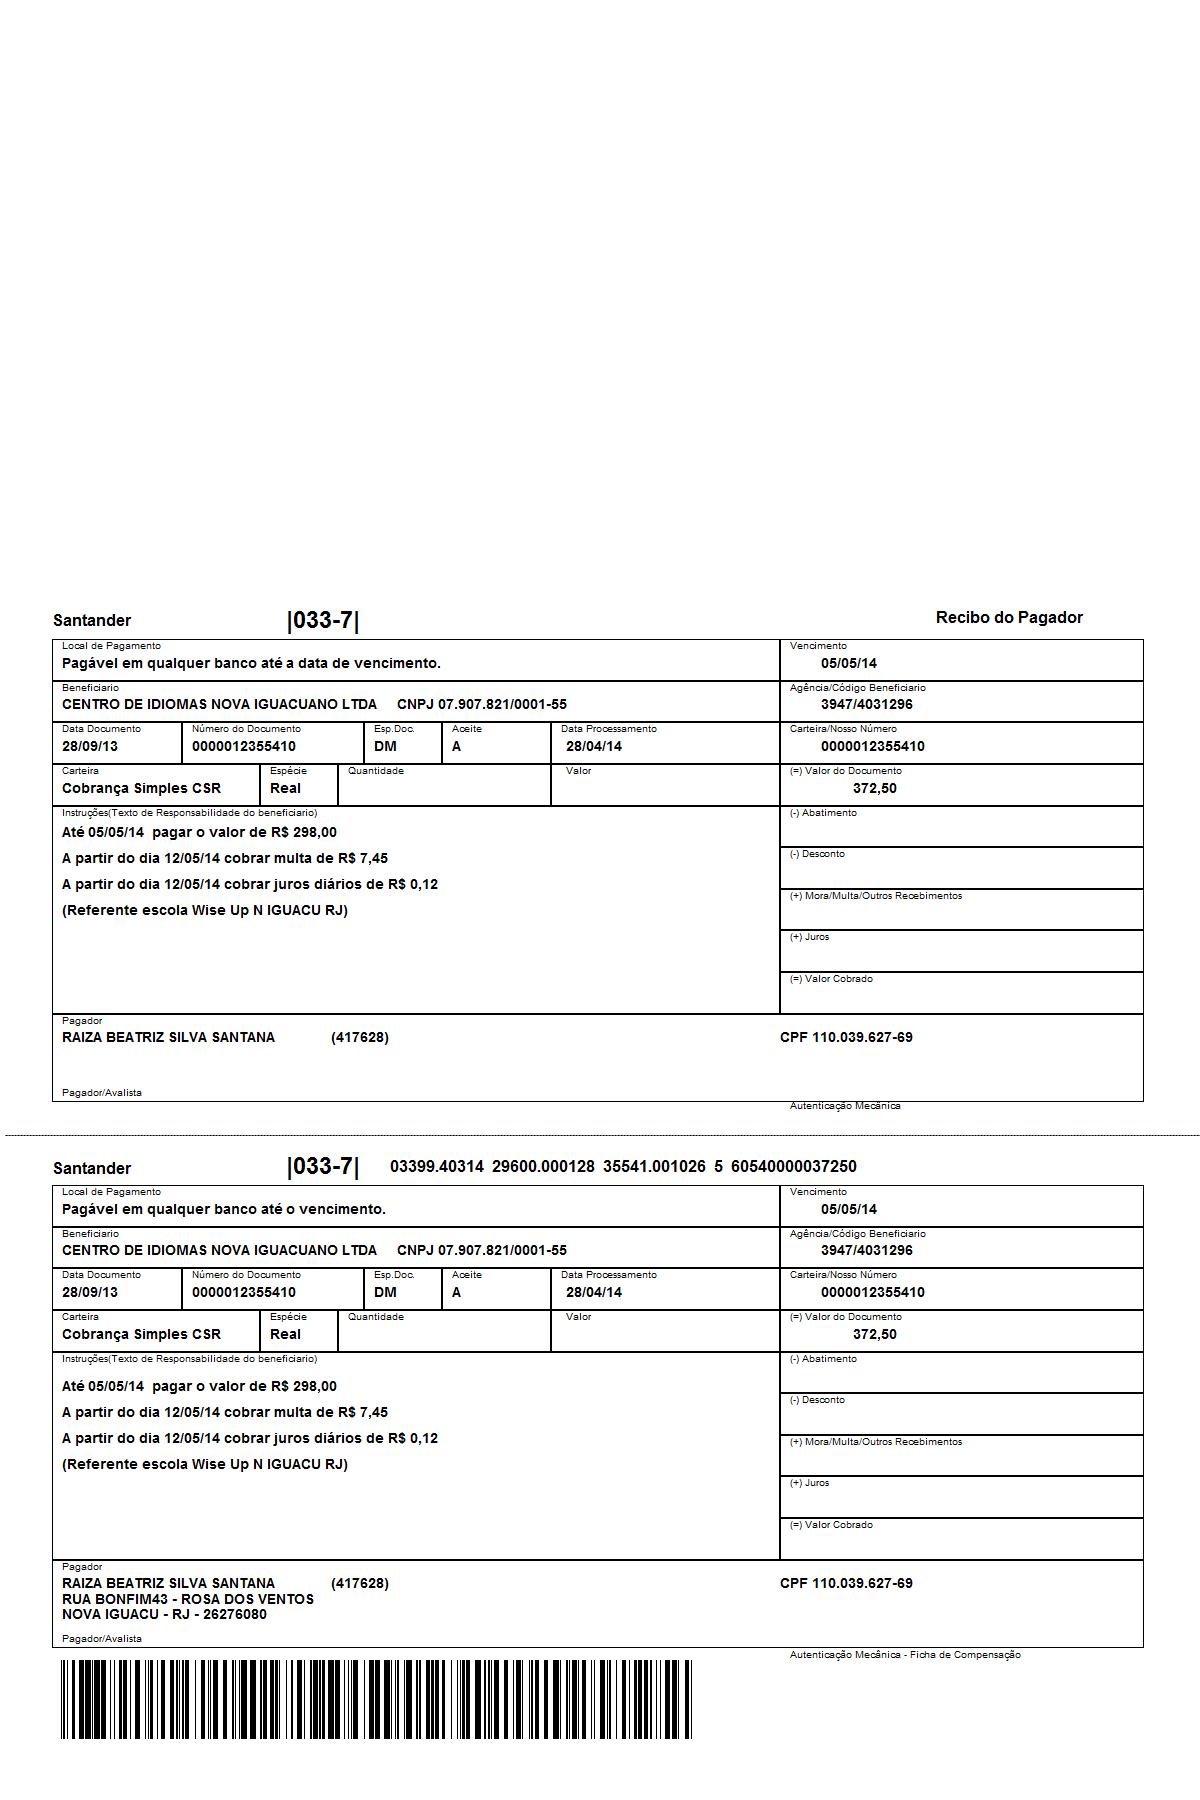 Santander |033-7| Recibo do Pagador
Local de Pagamento Vencimento
Pagável em qualquer banco até a data de vencimento. 05/05/14
Beneficiario Agência/Código Beneficiario
CENTRO DE IDIOMAS NOVA IGUACUANO LTDA CNPJ 07.907.821/0001-55 3947/4031296
Data Documento Número do Documento Esp.Doc. Aceite Data Processamento Carteira/Nosso Número
28/09/13 0000012355410 DM A 28/04/14 0000012355410
Carteira Espécie Quantidade Valor (=) Valor do Documento
Cobrança Simples CSR Real 372,50
Instruções(Texto de Responsabilidade do beneficiario) (-) Abatimento
Até 05/05/14 pagar o valor de R$ 298,00
A partir do dia 12/05/14 cobrar multa de R$ 7,45 (-) Desconto
A partir do dia 12/05/14 cobrar juros diários de R$ 0,12
(+) Mora/Multa/Outros Recebimentos
(Referente escola Wise Up N IGUACU RJ)
(+) Juros
(=) Valor Cobrado
Pagador
RAIZA BEATRIZ SILVA SANTANA (417628) CPF 110.039.627-69
Pagador/Avalista
Autenticação Mecânica
Santander |033-7| 03399.40314 29600.000128 35541.001026 5 60540000037250
Local de Pagamento Vencimento
Pagável em qualquer banco até o vencimento. 05/05/14
Beneficiario Agência/Código Beneficiario
CENTRO DE IDIOMAS NOVA IGUACUANO LTDA CNPJ 07.907.821/0001-55 3947/4031296
Data Documento Número do Documento Esp.Doc. Aceite Data Processamento Carteira/Nosso Número
28/09/13 0000012355410 DM A 28/04/14 0000012355410
Carteira Espécie Quantidade Valor (=) Valor do Documento
Cobrança Simples CSR Real 372,50
Instruções(Texto de Responsabilidade do beneficiario) (-) Abatimento
Até 05/05/14 pagar o valor de R$ 298,00
(-) Desconto
A partir do dia 12/05/14 cobrar multa de R$ 7,45
A partir do dia 12/05/14 cobrar juros diários de R$ 0,12 (+) Mora/Multa/Outros Recebimentos
(Referente escola Wise Up N IGUACU RJ)
(+) Juros
(=) Valor Cobrado
Pagador
RAIZA BEATRIZ SILVA SANTANA (417628) CPF 110.039.627-69
RUA BONFIM43 - ROSA DOS VENTOS
NOVA IGUACU - RJ - 26276080
Pagador/Avalista
Autenticação Mecânica - Ficha de Compensação